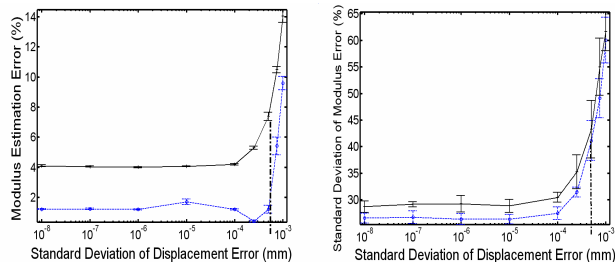 Modulus Estimation Error (%)
14
12
10
8
6
4
2
10^-8 10^-7 10^-6 10^-5 10^-4 10^-3
Standard Deviation of Displacement Error (mm)
Standard Deviation of Modulus Error (%)
65
60
55
50
45
40
35
30
10^-8 10^-7 10^-6 10^-5 10^-4 10^-3
Standard Deviation of Displacement Error (mm)